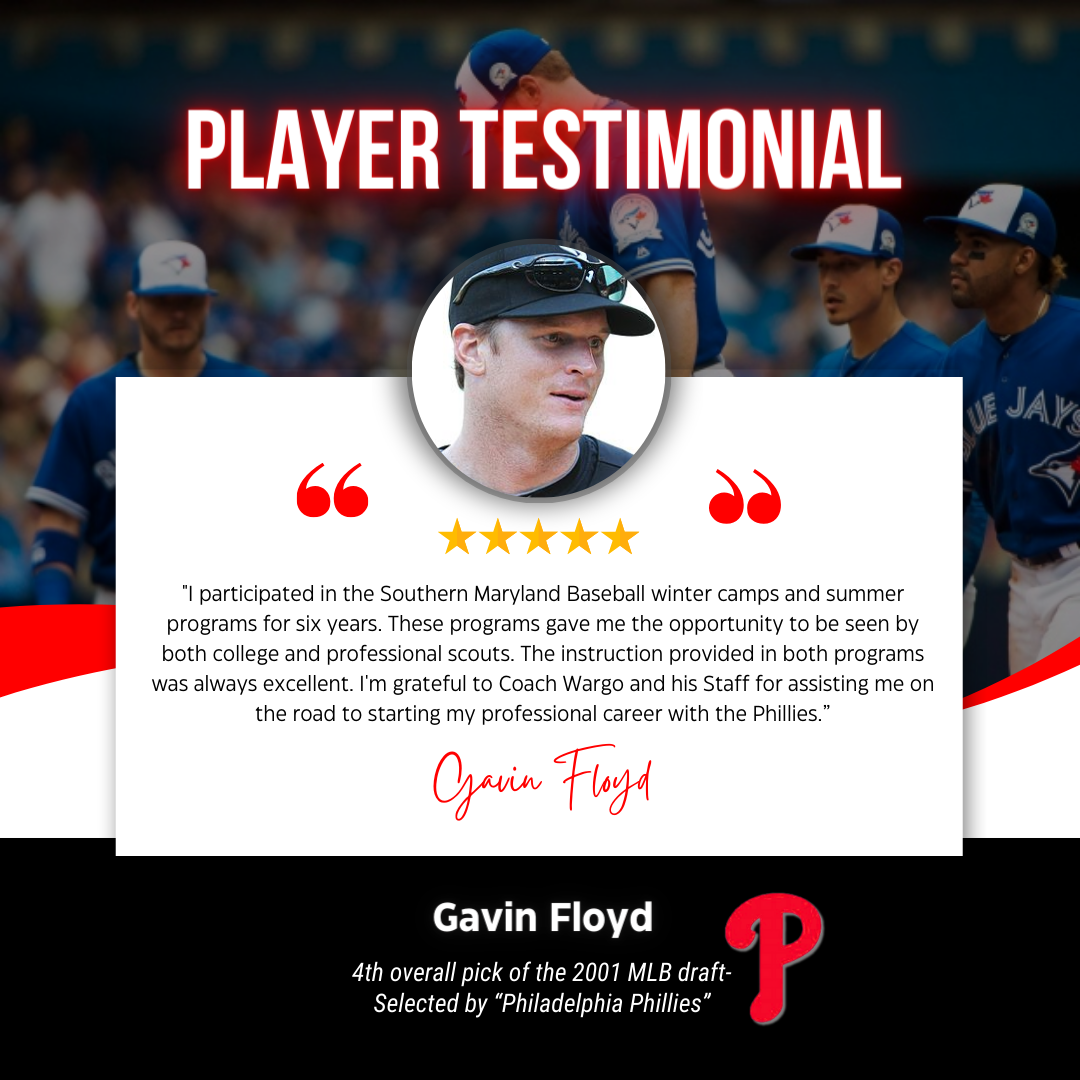 PLAYER TESTIMONIAL
"I participated in the Southern Maryland Baseball winter camps and summer
programs for six years. These programs gave me the opportunity to be seen by
both college and professional scouts. The instruction provided in both programs
was always excellent. I'm grateful to Coach Wargo and his Staff for assisting me on
the road to starting my professional career with the Phillies.”
Gavin Floyd
Gavin Floyd
P
4th overall pick of the 2001 MLB draft-
Selected by “Philadelphia Phillies”
BLUE JAYS